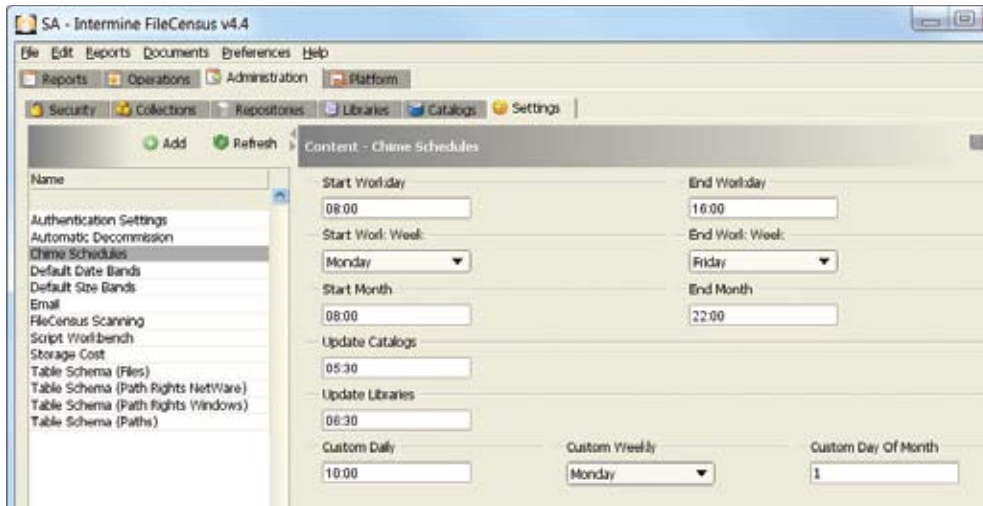 SA - Intermine FileCensus v4.4
File Edit Reports Documents Preferences Help
Reports Operations Administration Platform
Security Collections Repositories Libraries Catalogs Settings
Add Refresh
Content - Chime Schedules
Name
Authentication Settings
Automatic Decommission
Chime Schedules
Default Date Bands
Default Size Bands
Email
FileCensus Scanning
Script Workbench
Storage Cost
Table Schema (Files)
Table Schema (Path Rights NetWare)
Table Schema (Path Rights Windows)
Table Schema (Paths)
Start Workday End Workday
08:00 16:00
Start Work Week End Work Week
Monday Friday
Start Month End Month
08:00 22:00
Update Catalogs
05:30
Update Libraries
06:30
Custom Daily Custom Weekly Custom Day Of Month
10:00 Monday 1